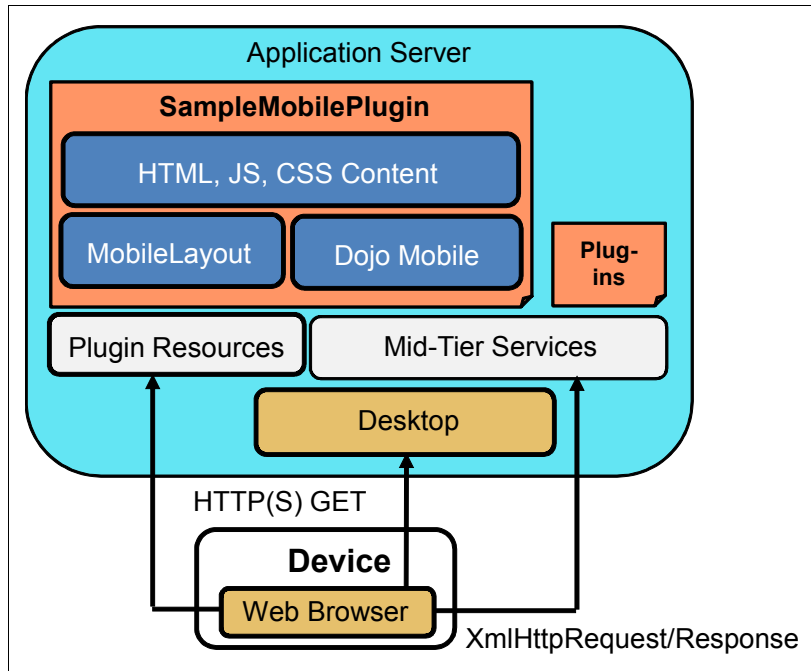 Application Server
SampleMobilePlugin
HTML, JS, CSS Content
MobileLayout
Dojo Mobile
Plug-
ins
Plugin Resources
Mid-Tier Services
Desktop
HTTP(S) GET
Device
Web Browser
XmlHttpRequest/Response